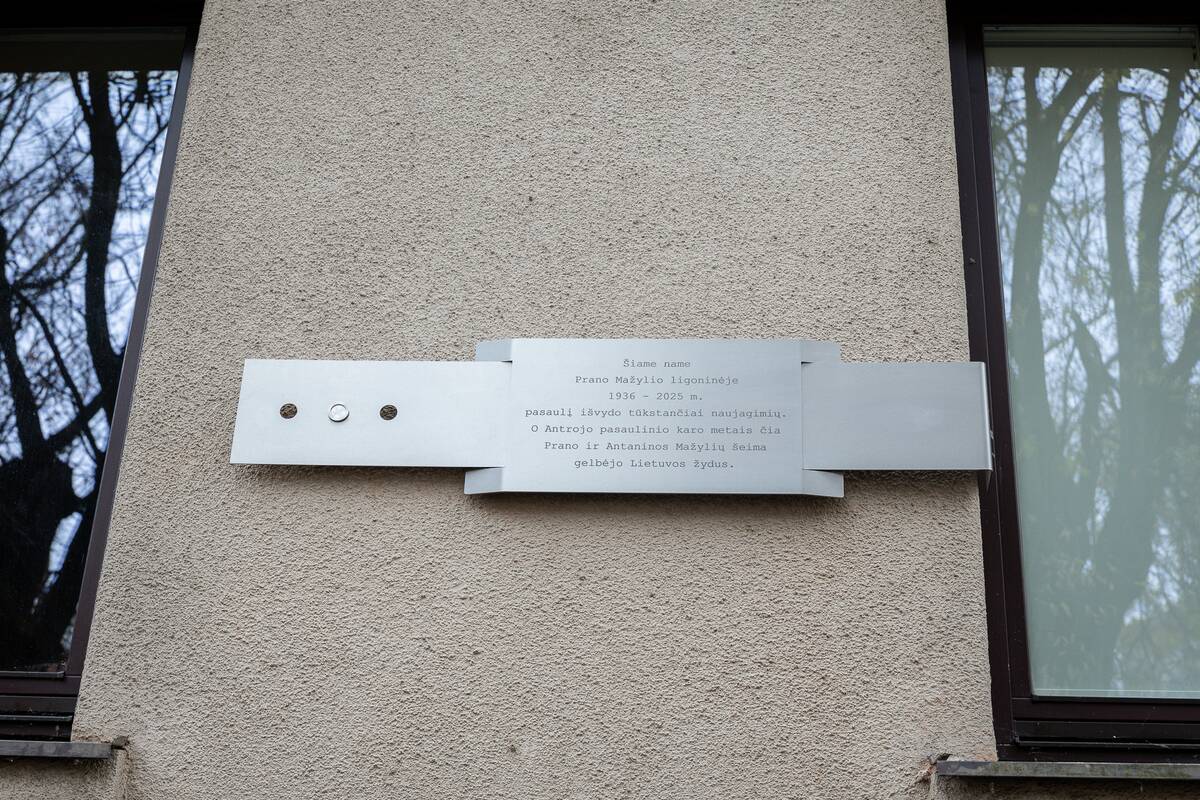 Šiame name
Prano Mažylio ligoninėje
1936 - 2025 m.
pasaulį išvydo tūkstančiai naujagimių.
O Antrojo pasaulinio karo metais čia
Prano ir Antaninos Mažylių šeima
gelbėjo Lietuvos žydus.